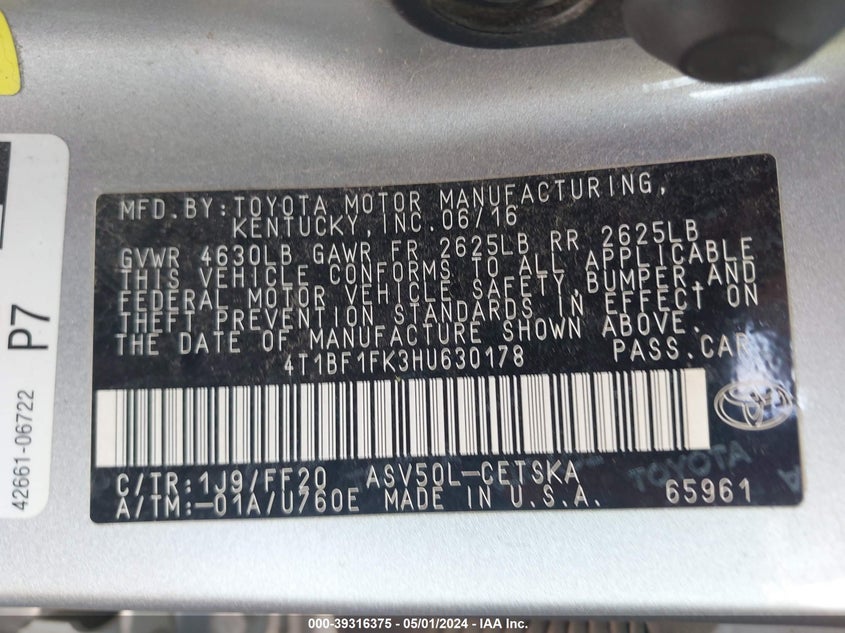 MFD. BY: TOYOTA MOTOR MANUFACTURING,
KENTUCKY, INC. 06/16
GVWR 4630LB GAWR FR 2625LB RR 2625LB
THIS VEHICLE CONFORMS TO ALL APPLICABLE
FEDERAL MOTOR VEHICLE SAFETY, BUMPER, AND
THEFT PREVENTION STANDARDS IN EFFECT ON
THE DATE OF MANUFACTURE SHOWN ABOVE.
4T1BF1FK3HU630178 PASS. CAR
C/TR: 1J9/FF20 ASV50L-CETSKA
A/TM: -01A/U760E MADE IN U.S.A. 65961
TOYOTA
42661-06722
P7
000-39316375 - 05/01/2024 - IAA Inc.